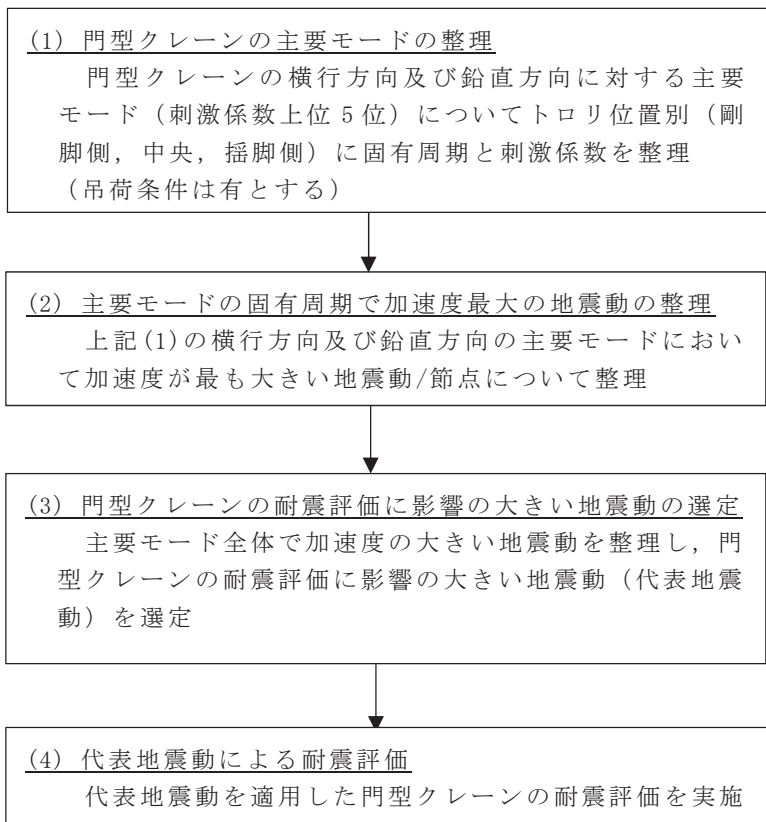 (1) 門型クレーンの主要モードの整理
門型クレーンの横行方向及び鉛直方向に対する主要
モード（刺激係数上位 5 位）についてトロリ位置別（剛
脚側，中央，揺脚側）に固有周期と刺激係数を整理
（吊荷条件は有とする）
(2) 主要モードの固有周期で加速度最大の地震動の整理
上記(1)の横行方向及び鉛直方向の主要モードにおい
て加速度が最も大きい地震動/節点について整理
(3) 門型クレーンの耐震評価に影響の大きい地震動の選定
主要モード全体で加速度の大きい地震動を整理し，門
型クレーンの耐震評価に影響の大きい地震動（代表地震
動）を選定
(4) 代表地震動による耐震評価
代表地震動を適用した門型クレーンの耐震評価を実施